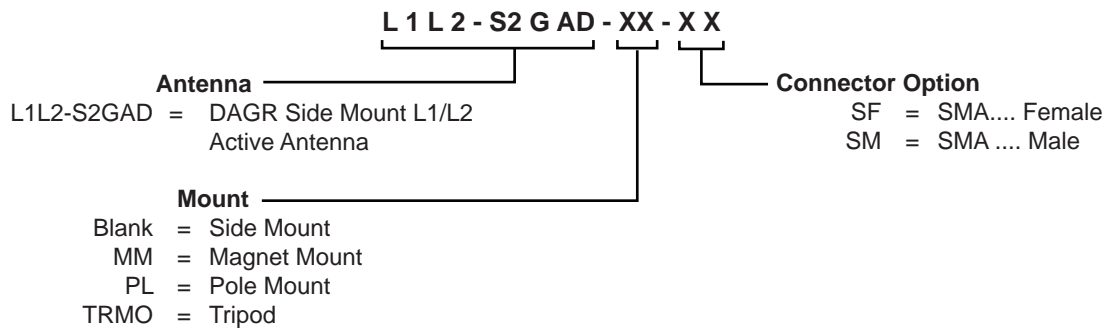 L 1 L 2 - S2 G AD - XX - X X
Antenna
L1L2-S2GAD = DAGR Side Mount L1/L2
Active Antenna
Connector Option
SF = SMA.... Female
SM = SMA .... Male
Mount
Blank = Side Mount
MM = Magnet Mount
PL = Pole Mount
TRMO = Tripod